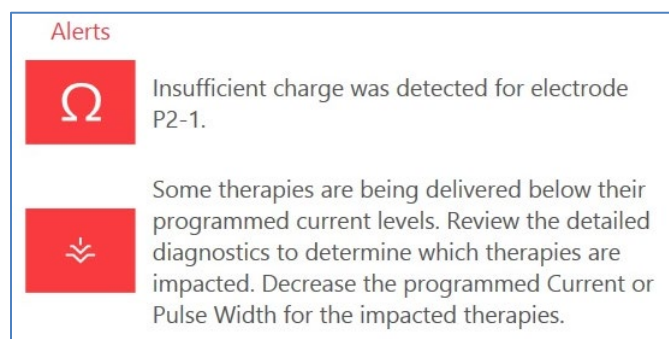 Alerts
Ω
Insufficient charge was detected for electrode
P2-1.
Some therapies are being delivered below their
programmed current levels. Review the detailed
diagnostics to determine which therapies are
impacted. Decrease the programmed Current or
Pulse Width for the impacted therapies.